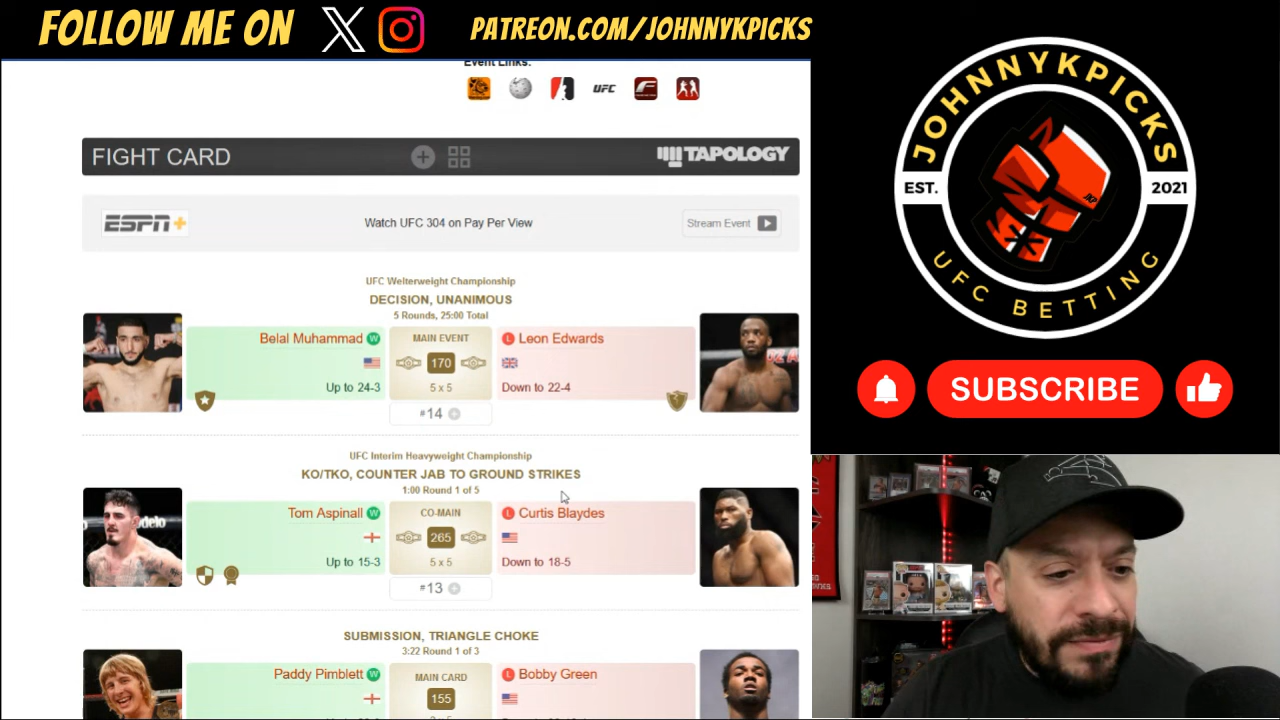 FOLLOW ME ON
PATREON.COM/JOHNNYKPICKS
Event Links:
UFC
FIGHT CARD
TAPOLOGY
ESPN+
Watch UFC 304 on Pay Per View
Stream Event
UFC Welterweight Championship
DECISION, UNANIMOUS
5 Rounds, 25:00 Total
Belal Muhammad W
MAIN EVENT
L Leon Edwards
170
Up to 24-3
5 x 5
Down to 22-4
#14
UFC Interim Heavyweight Championship
KO/TKO, COUNTER JAB TO GROUND STRIKES
1:00 Round 1 of 5
Tom Aspinall W
CO-MAIN
L Curtis Blaydes
265
Up to 15-3
5 x 5
Down to 18-5
#13
SUBMISSION, TRIANGLE CHOKE
3:22 Round 1 of 3
Paddy Pimblett W
MAIN CARD
L Bobby Green
155
JOHNNYKPICKS
EST.
2021
JKP
UFC BETTING
SUBSCRIBE